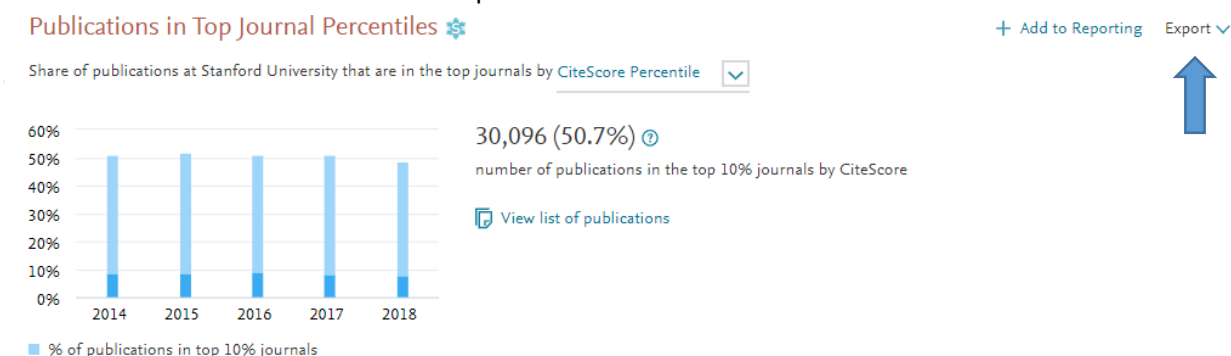 Publications in Top Journal Percentiles
+ Add to Reporting Export
Share of publications at Stanford University that are in the top journals by CiteScore Percentile
60%
50%
40%
30%
20%
10%
0%
2014 2015 2016 2017 2018
% of publications in top 10% journals
30,096 (50.7%)
number of publications in the top 10% journals by CiteScore
View list of publications